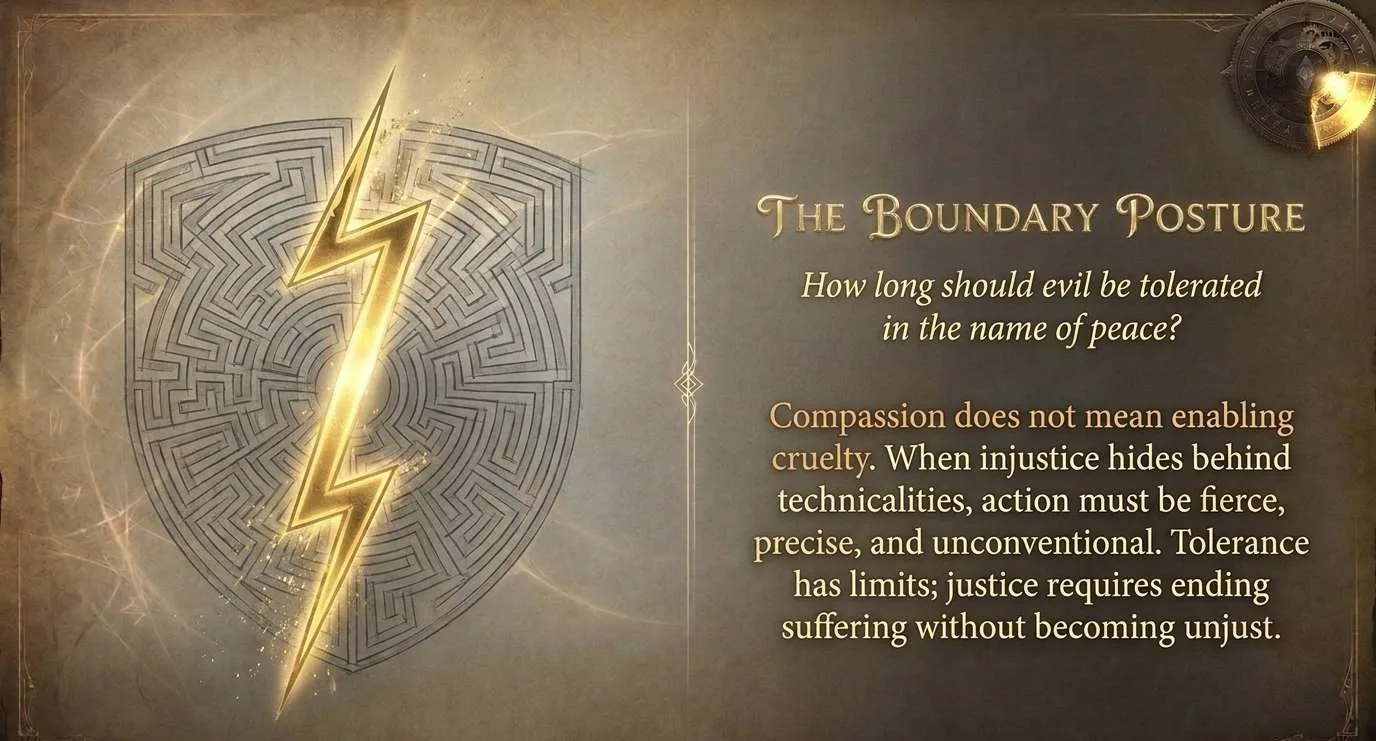 The Boundary Posture
How long should evil be tolerated
in the name of peace?
Compassion does not mean enabling
cruelty. When injustice hides behind
technicalities, action must be fierce,
precise, and unconventional. Tolerance
has limits; justice requires ending
suffering without becoming unjust.